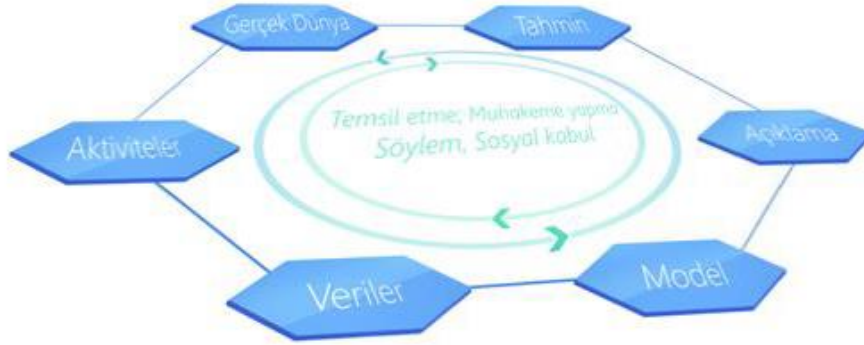 Gerçek Dünya
Tahmin
Temsil etme, Muhakeme yapma
Söylem, Sosyal kabul
Aktiviteler
Açıklama
Veriler
Model